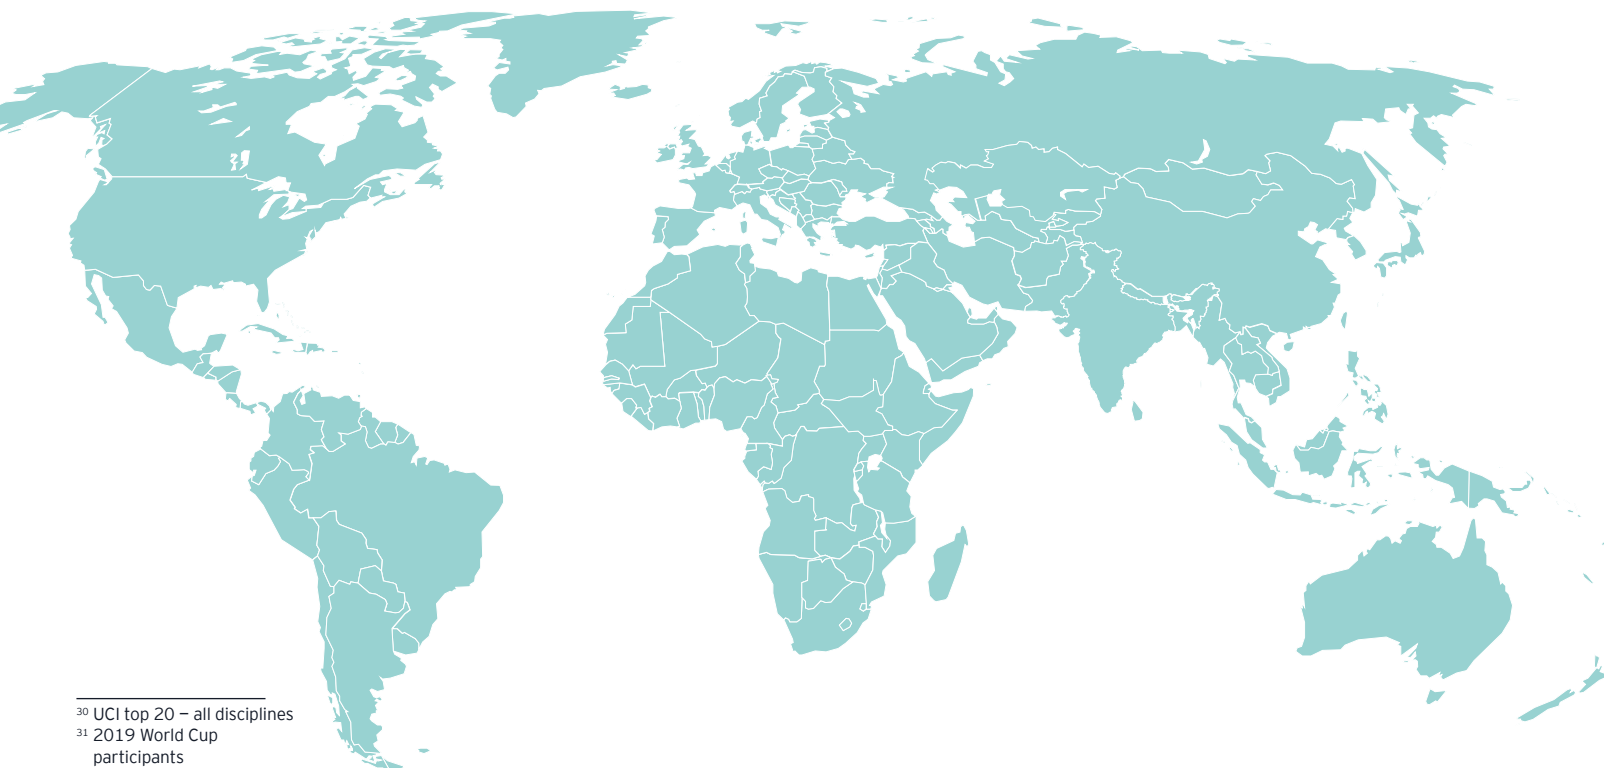 ³⁰ UCI top 20 – all disciplines
³¹ 2019 World Cup
participants